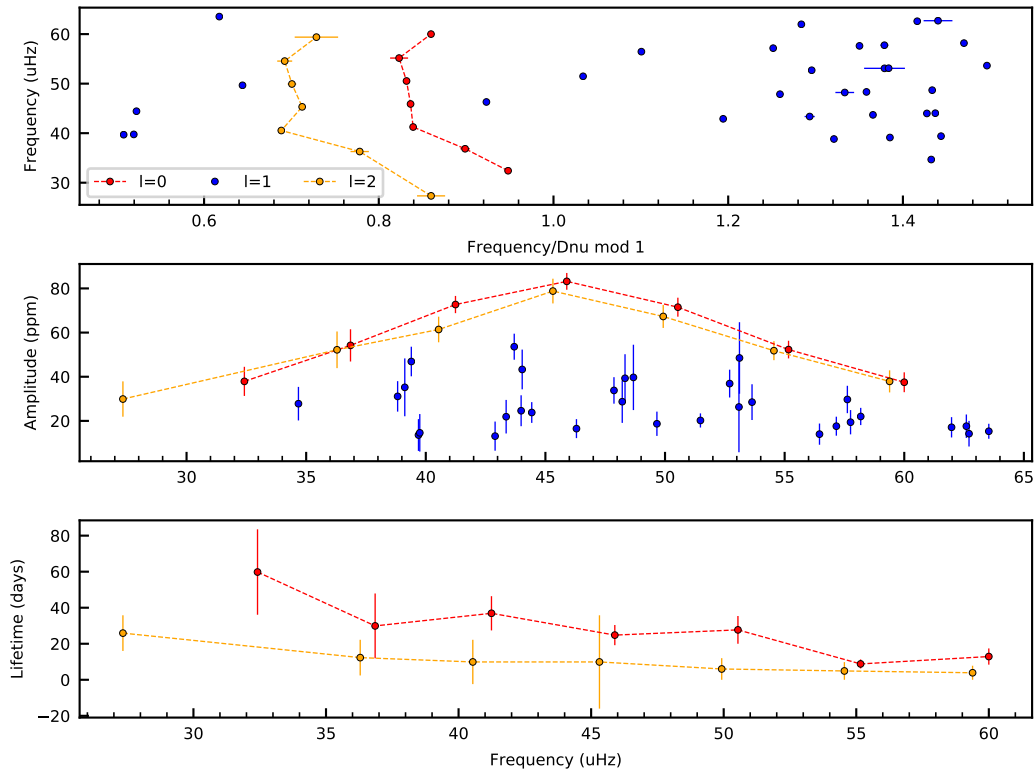 Frequency (uHz)
60
50
40
30
l=0 l=1 l=2
0.6 0.8 1.0 1.2 1.4
Frequency/Dnu mod 1
Amplitude (ppm)
80
60
40
20
30 35 40 45 50 55 60 65
Lifetime (days)
80
60
40
20
0
−20
30 35 40 45 50 55 60
Frequency (uHz)